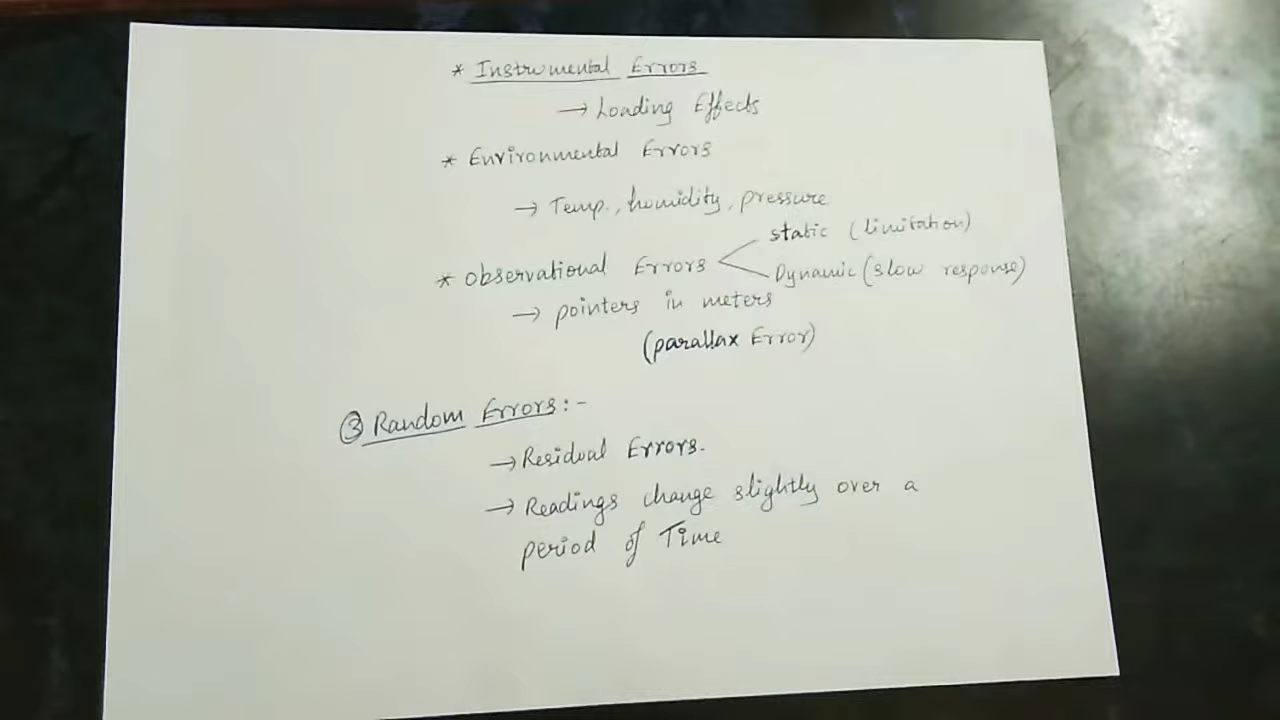 * Instrumental Errors
→ Loading Effects
* Environmental Errors
→ Temp., humidity, pressure
static (limitation)
* Observational Errors
Dynamic (slow response)
→ pointers in meters
(parallax Error)
③ Random Errors:-
→ Residual Errors.
→ Readings change slightly over a
period of Time